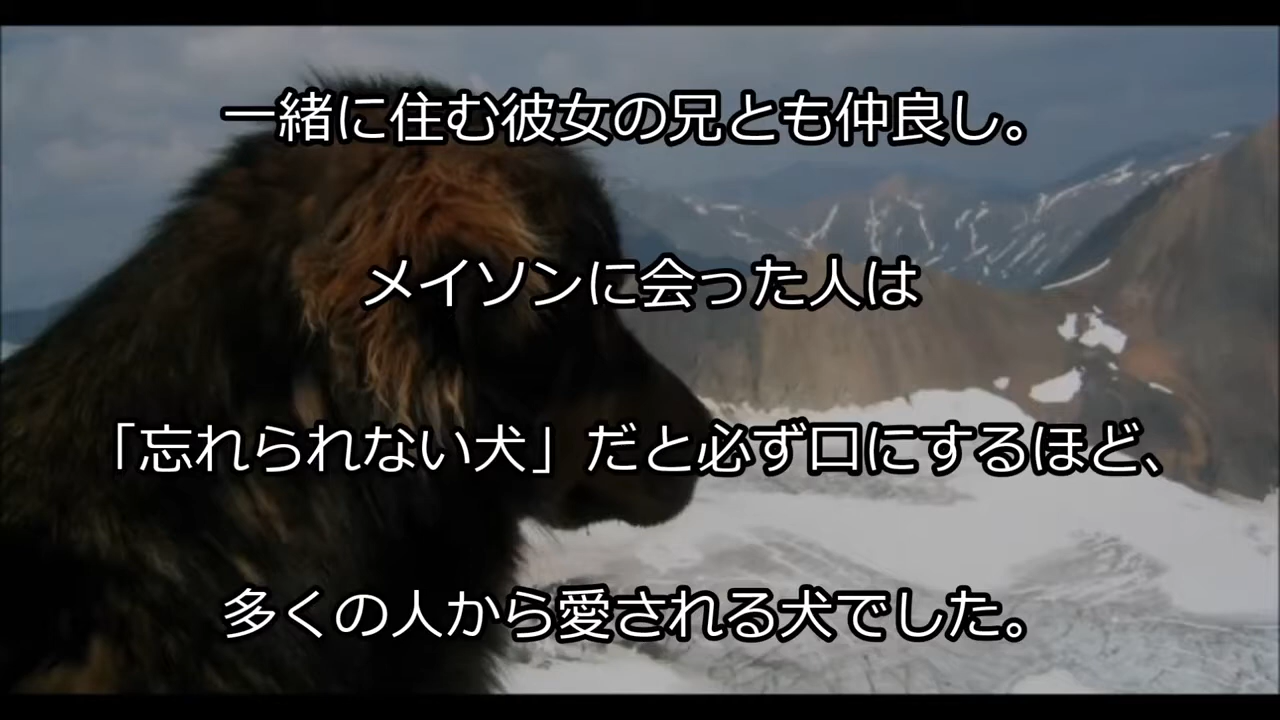 一緒に住む彼女の兄とも仲良し。
メイソンに会った人は
「忘れられない犬」だと必ず口にするほど、
多くの人から愛される犬でした。